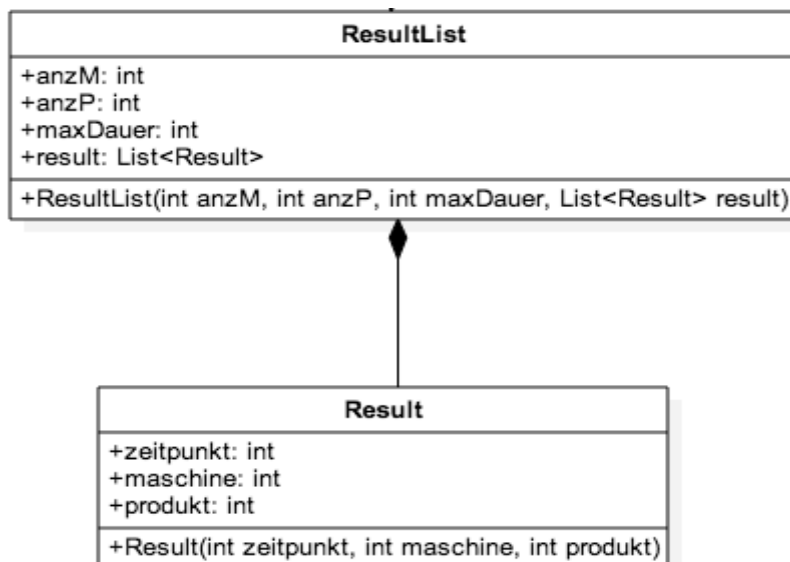 ResultList
+anzM: int
+anzP: int
+maxDauer: int
+result: List<Result>
+ResultList(int anzM, int anzP, int maxDauer, List<Result> result)
Result
+zeitpunkt: int
+maschine: int
+produkt: int
+Result(int zeitpunkt, int maschine, int produkt)